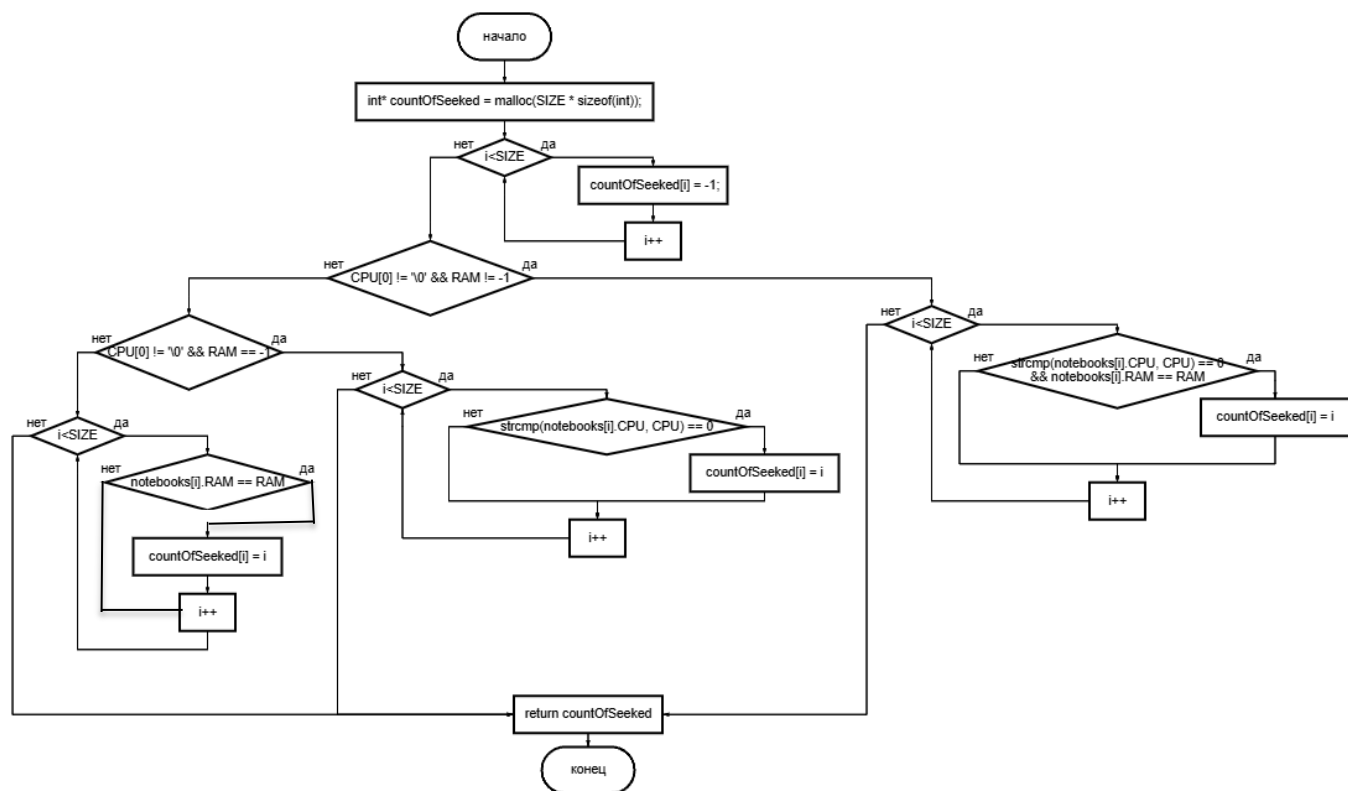 начало
int* countOfSeeked = malloc(SIZE * sizeof(int));
нет
i<SIZE
да
countOfSeeked[i] = -1;
i++
нет
CPU[0] != '\0' && RAM != -1
да
нет
CPU[0] != '\0' && RAM == -1
да
нет
i<SIZE
да
нет
notebooks[i].RAM == RAM
да
countOfSeeked[i] = i
i++
нет
i<SIZE
да
нет
strcmp(notebooks[i].CPU, CPU) == 0
да
countOfSeeked[i] = i
i++
нет
i<SIZE
да
нет
strcmp(notebooks[i].CPU, CPU) == 0
&& notebooks[i].RAM == RAM
да
countOfSeeked[i] = i
i++
return countOfSeeked
конец